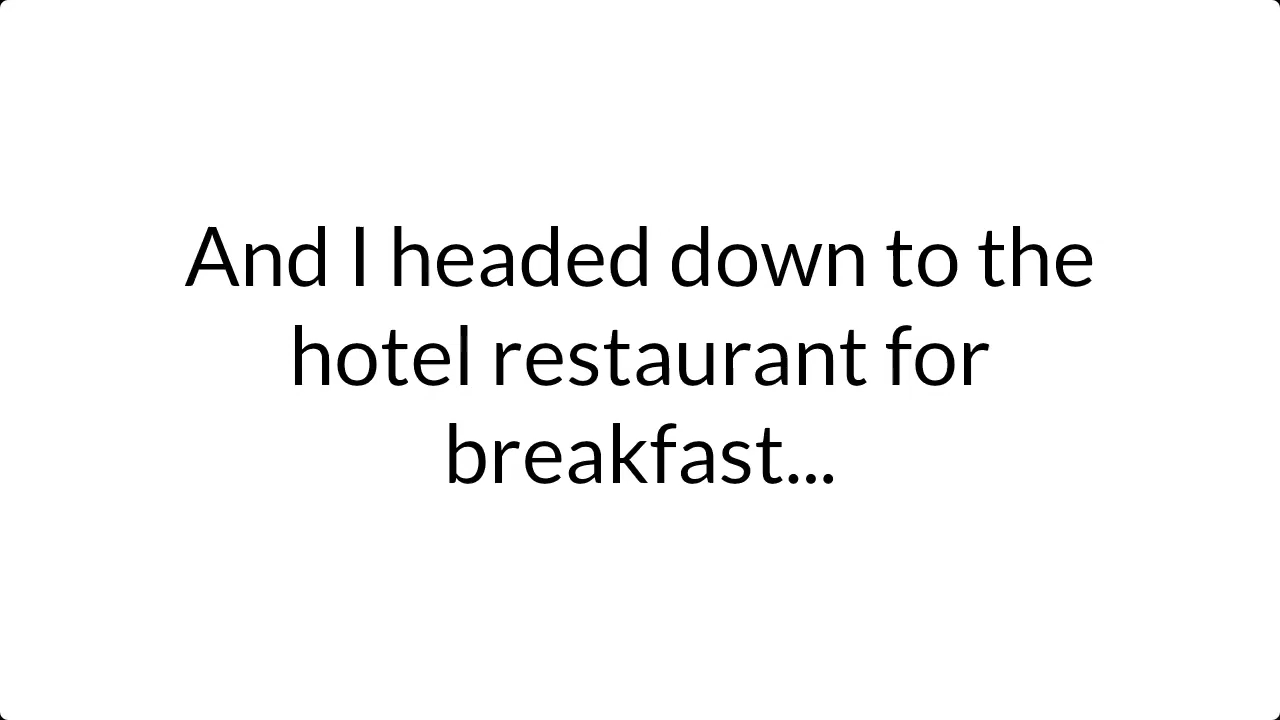 And I headed down to the
hotel restaurant for
breakfast...